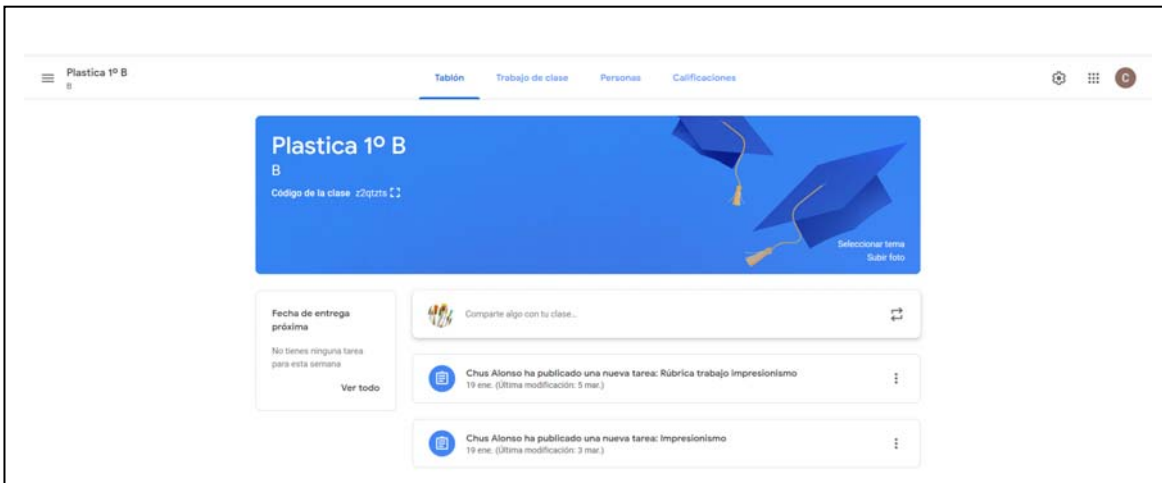 Plastica 1º B
B
Tablón
Trabajo de clase
Personas
Calificaciones
C
Plastica 1º B
B
Código de la clase z2qtzts
Seleccionar tema
Subir foto
Fecha de entrega
próxima
No tienes ninguna tarea
para esta semana
Ver todo
Comparte algo con tu clase...
Chus Alonso ha publicado una nueva tarea: Rúbrica trabajo impresionismo
19 ene. (Última modificación: 5 mar.)
Chus Alonso ha publicado una nueva tarea: Impresionismo
19 ene. (Última modificación: 3 mar.)